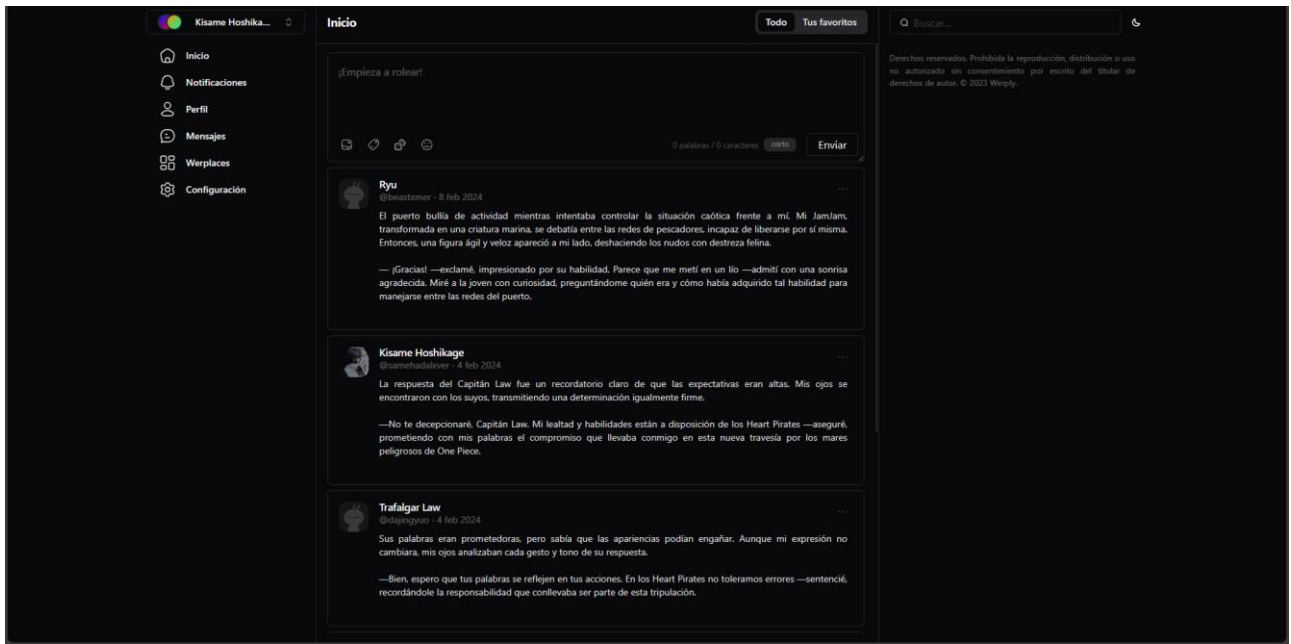 Kisame Hoshika...
Inicio
Notificaciones
Perfil
Mensajes
Werplaces
Configuración
Inicio
Todo
Tus favoritos
¡Empieza a rolear!
0 palabras / 0 caracteres
corto
Enviar
Ryu
@beastxmer - 8 feb 2024
El puerto bullía de actividad mientras intentaba controlar la situación caótica frente a mí. Mi JamJam,
transformada en una criatura marina, se debatía entre las redes de pescadores, incapaz de liberarse por sí misma.
Entonces, una figura ágil y veloz apareció a mi lado, deshaciendo los nudos con destreza felina.
— ¡Gracias! —exclamé, impresionado por su habilidad. Parece que me metí en un lío —admití con una sonrisa
agradecida. Miré a la joven con curiosidad, preguntándome quién era y cómo había adquirido tal habilidad para
manejarse entre las redes del puerto.
Kisame Hoshikage
@samehadalxver - 4 feb 2024
La respuesta del Capitán Law fue un recordatorio claro de que las expectativas eran altas. Mis ojos se
encontraron con los suyos, transmitiendo una determinación igualmente firme.
—No te decepcionaré, Capitán Law. Mi lealtad y habilidades están a disposición de los Heart Pirates —aseguré,
prometiendo con mis palabras el compromiso que llevaba conmigo en esta nueva travesía por los mares
peligrosos de One Piece.
Trafalgar Law
@dajingyuo - 4 feb 2024
Sus palabras eran prometedoras, pero sabía que las apariencias podían engañar. Aunque mi expresión no
cambiara, mis ojos analizaban cada gesto y tono de su respuesta.
—Bien, espero que tus palabras se reflejen en tus acciones. En los Heart Pirates no toleramos errores —sentencié,
recordándole la responsabilidad que conllevaba ser parte de esta tripulación.
Buscar...
Derechos reservados. Prohibida la reproducción, distribución o uso
no autorizado sin consentimiento por escrito del titular de
derechos de autor. © 2023 Werply.